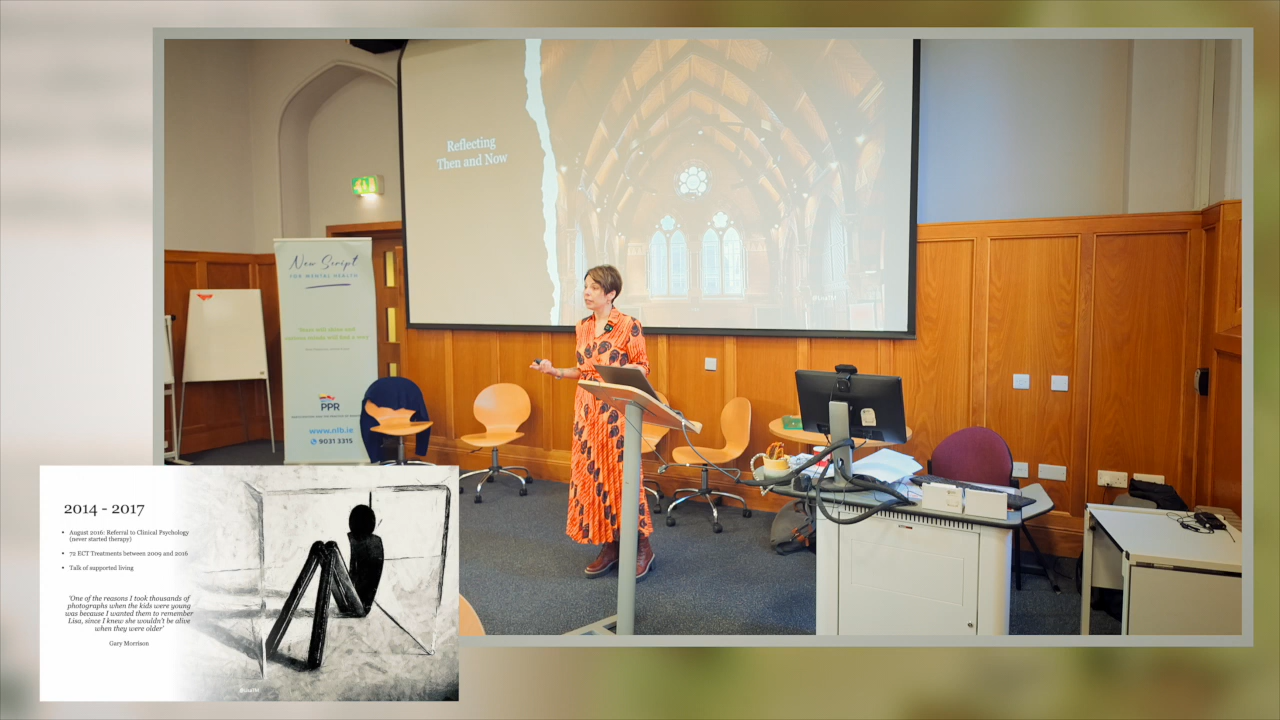 Reflecting
Then and Now
New Script
FOR MENTAL HEALTH
PPR
www.nlb.ie
9031 3315
2014 - 2017
• August 2016: Referral to Clinical Psychology
(never started therapy)
• 72 ECT Treatments between 2009 and 2016
• Talk of supported living
'One of the reasons I took thousands of
photographs when the kids were young
was because I wanted them to remember
Lisa, since I knew she wouldn't be alive
when they were older'
Gary Morrison